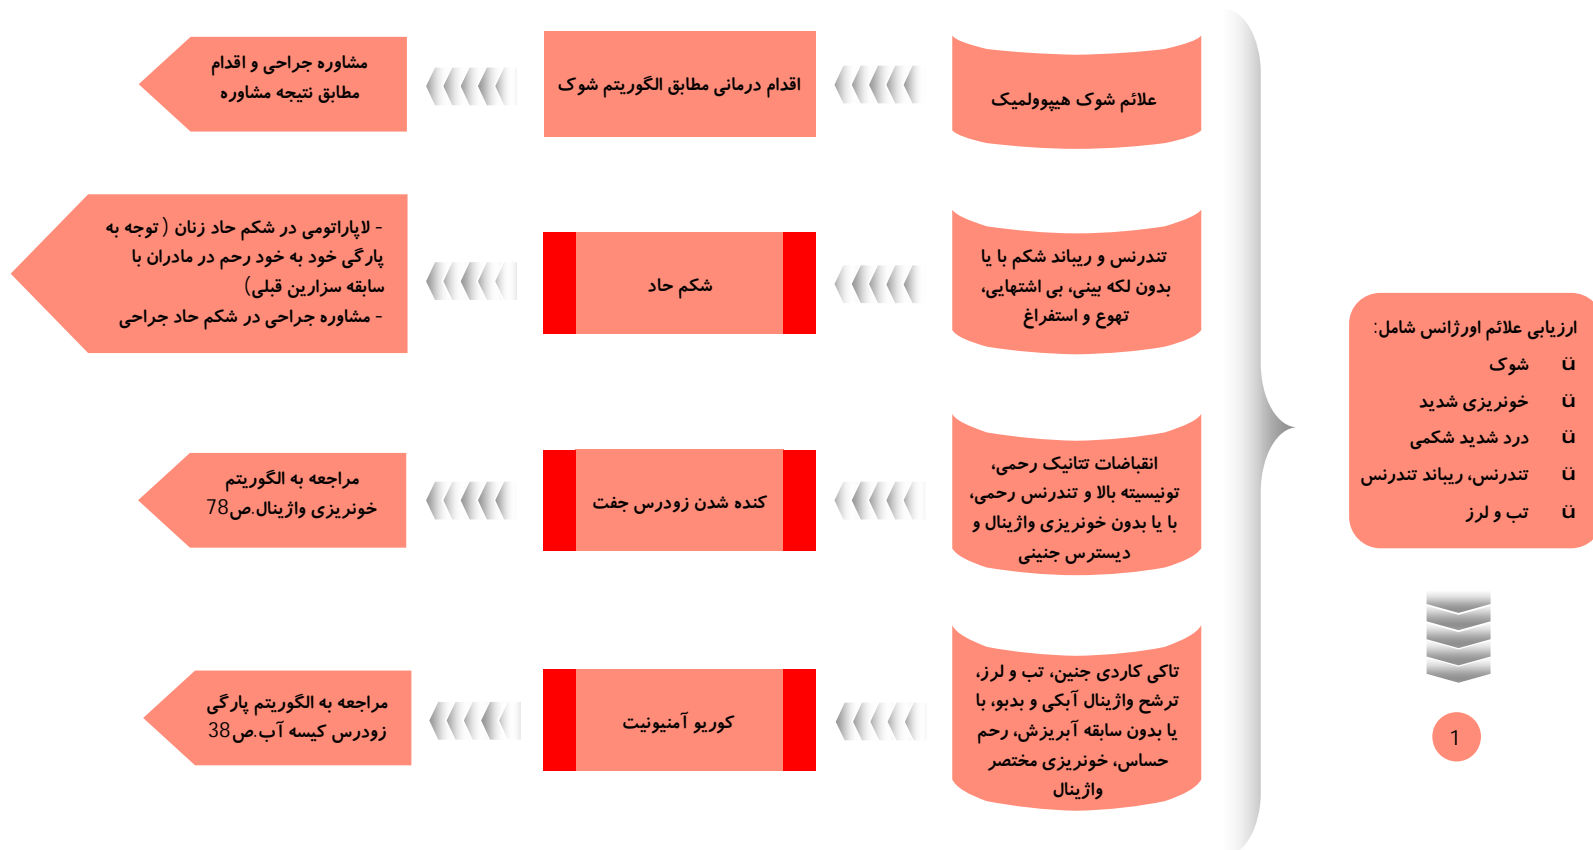 ارزیابی علائم اورژانس شامل:
ü شوک
ü خونریزی شدید
ü درد شدید شکمی
ü تندرنس، ریباند تندرنس
ü تب و لرز
1
علائم شوک هیپوولمیک
اقدام درمانی مطابق الگوریتم شوک
مشاوره جراحی و اقدام
مطابق نتیجه مشاوره
تندرنس و ریباند شکم با یا
بدون لکه بینی، بی اشتهایی،
تهوع و استفراغ
شکم حاد
- لاپاراتومی در شکم حاد زنان ( توجه به
پارگی خود به خود رحم در مادران با
سابقه سزارین قبلی)
- مشاوره جراحی در شکم حاد جراحی
انقباضات تتانیک رحمی،
تونیسیته بالا و تندرنس رحمی،
با یا بدون خونریزی واژینال و
دیسترس جنینی
کنده شدن زودرس جفت
مراجعه به الگوریتم
خونریزی واژینال.ص78
تاکی کاردی جنین، تب و لرز،
ترشح واژینال آبکی و بدبو، با
یا بدون سابقه آبریزش، رحم
حساس، خونریزی مختصر
واژینال
کوریو آمنیونیت
مراجعه به الگوریتم پارگی
زودرس کیسه آب.ص38